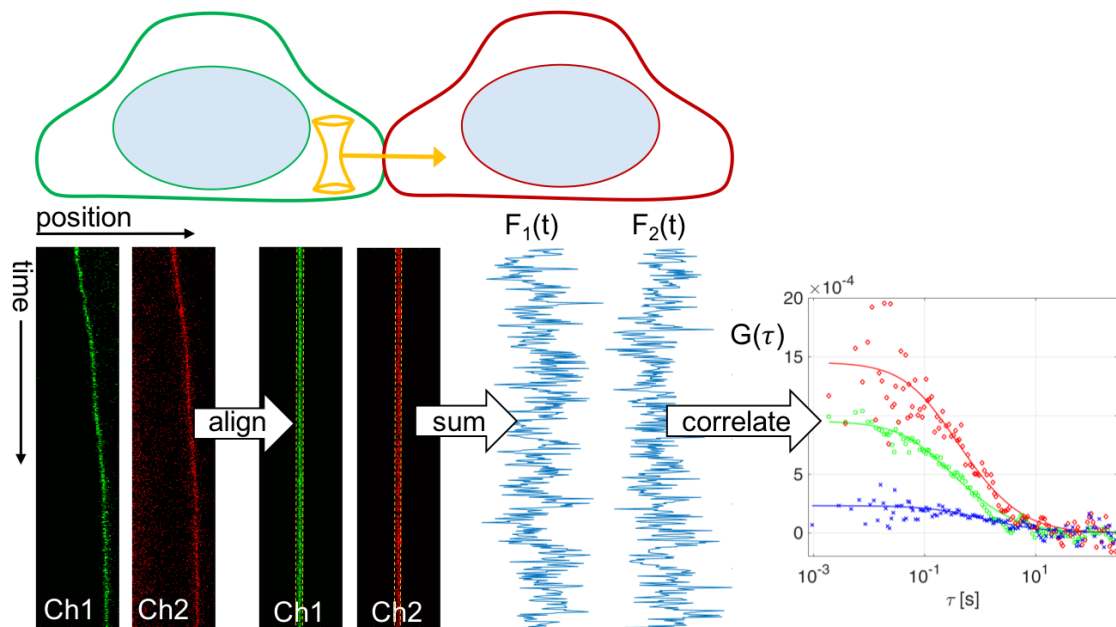 position
time
Ch1
Ch2
align
Ch1
Ch2
sum
F₁(t)
F₂(t)
correlate
×10⁻⁴
G(τ)
20
15
10
5
0
10⁻³
10⁻¹
10¹
τ [s]